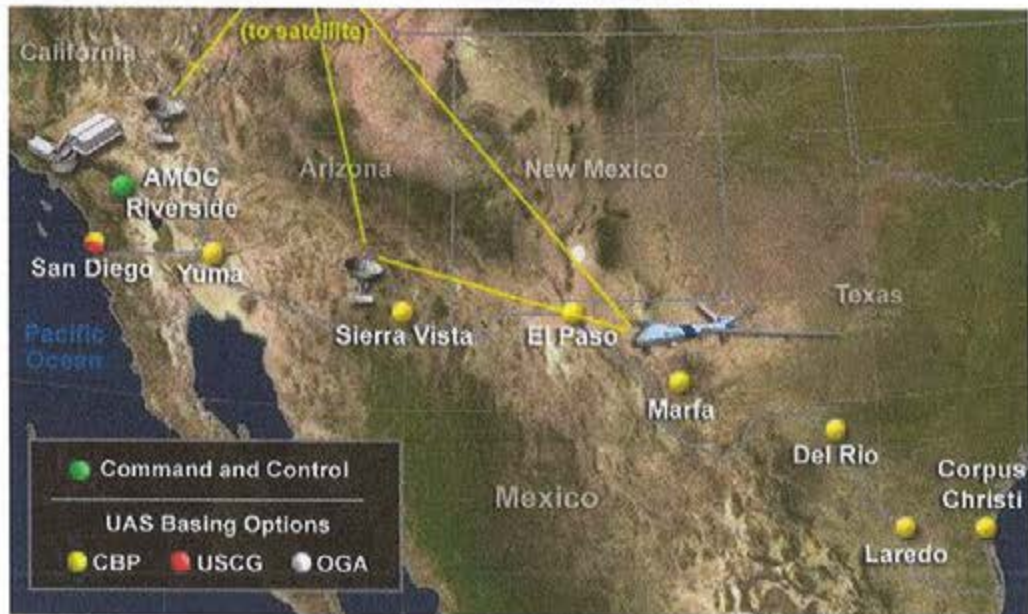 (to satellite)
California
Arizona
New Mexico
AMOC
Riverside
San Diego
Yuma
Sierra Vista
El Paso
Texas
Pacific
Ocean
Marfa
Del Rio
Corpus
Christi
Laredo
Mexico
Command and Control
UAS Basing Options
CBP
USCG
OGA